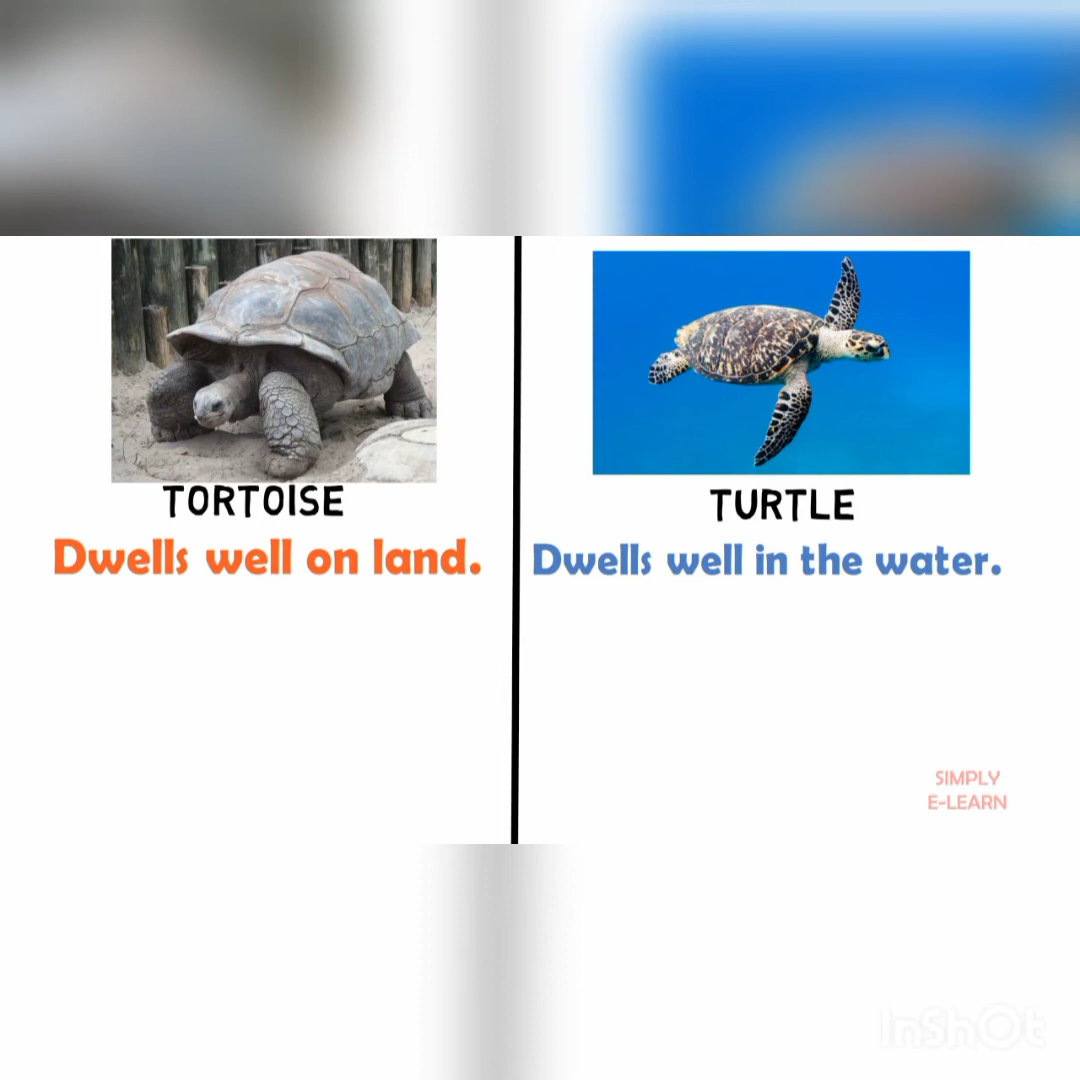 TORTOISE
Dwells well on land.
TURTLE
Dwells well in the water.
SIMPLY
E-LEARN
InShOt